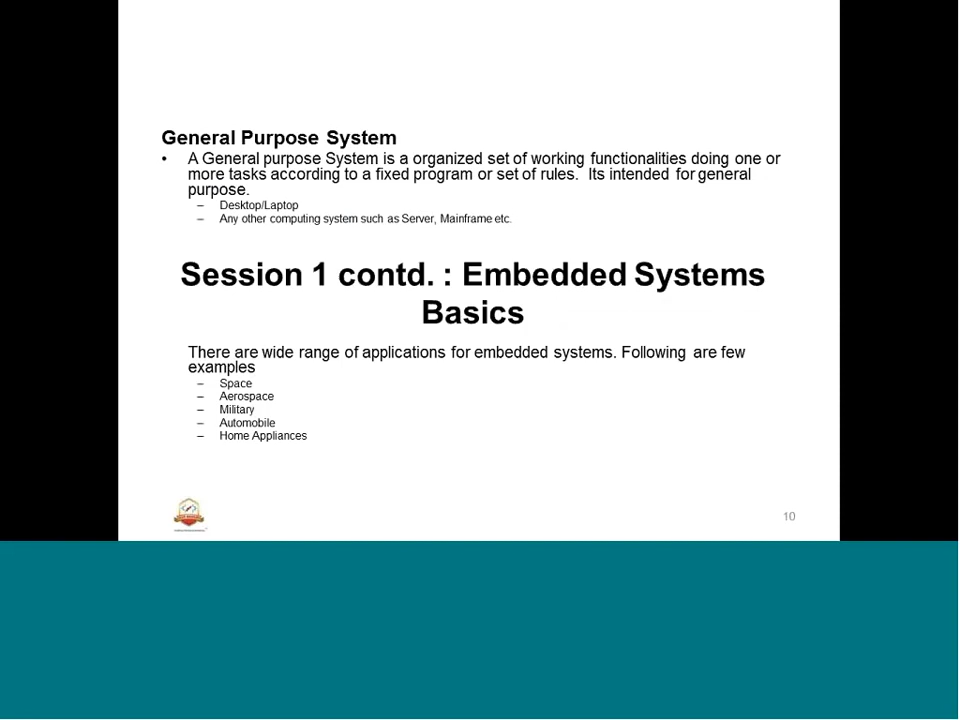 General Purpose System
• A General purpose System is a organized set of working functionalities doing one or
more tasks according to a fixed program or set of rules. Its intended for general
purpose.
– Desktop/Laptop
– Any other computing system such as Server, Mainframe etc.
Session 1 contd. : Embedded Systems
Basics
There are wide range of applications for embedded systems. Following are few
examples
– Space
– Aerospace
– Military
– Automobile
– Home Appliances
10